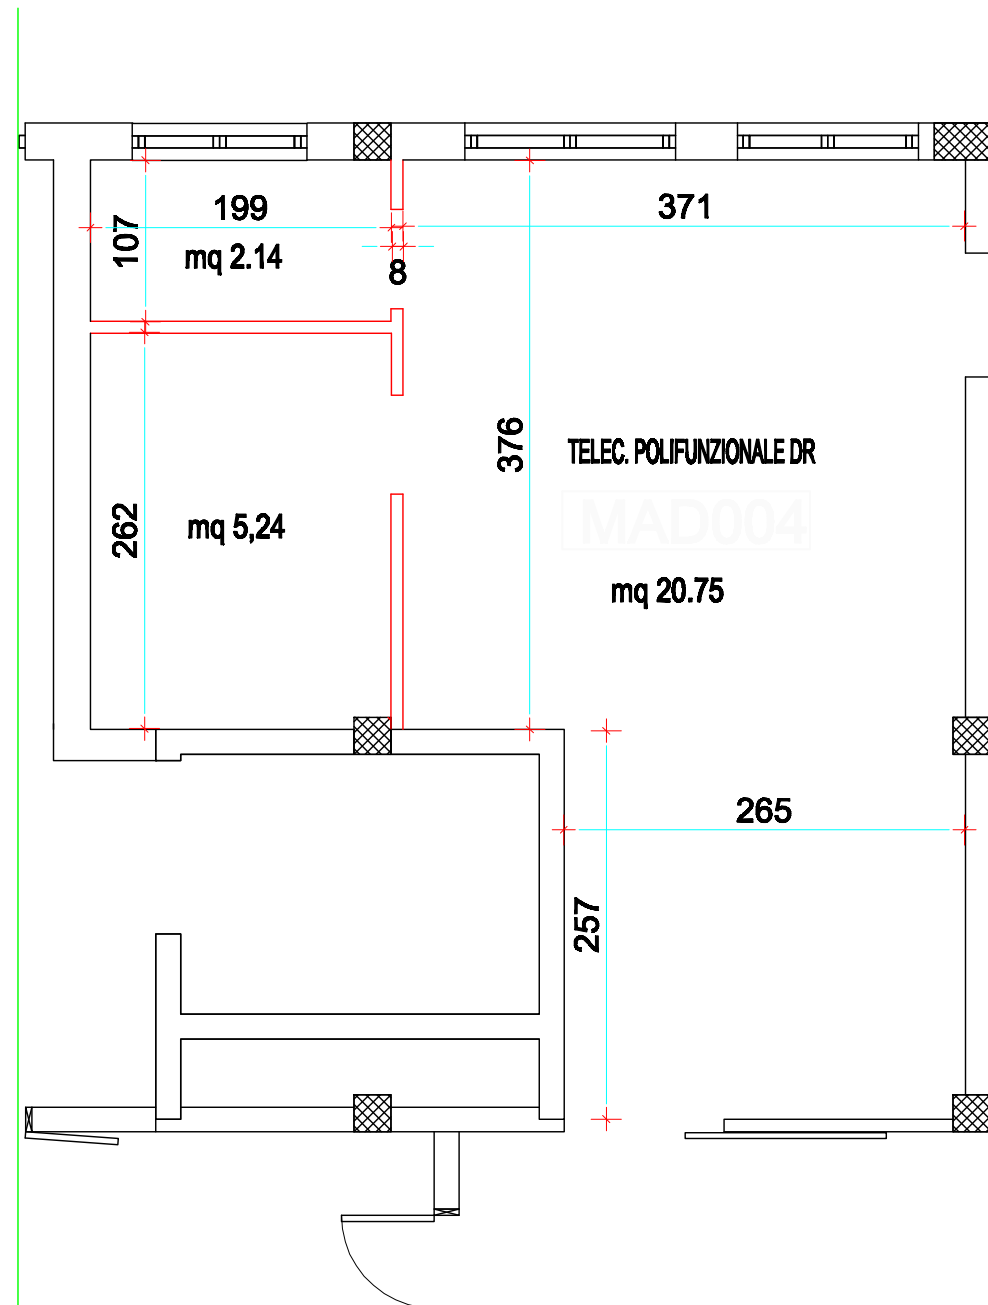 199
371
107
mq 2.14
8
376
TELEC. POLIFUNZIONALE DR
MAD004
262
mq 5,24
mq 20.75
265
257